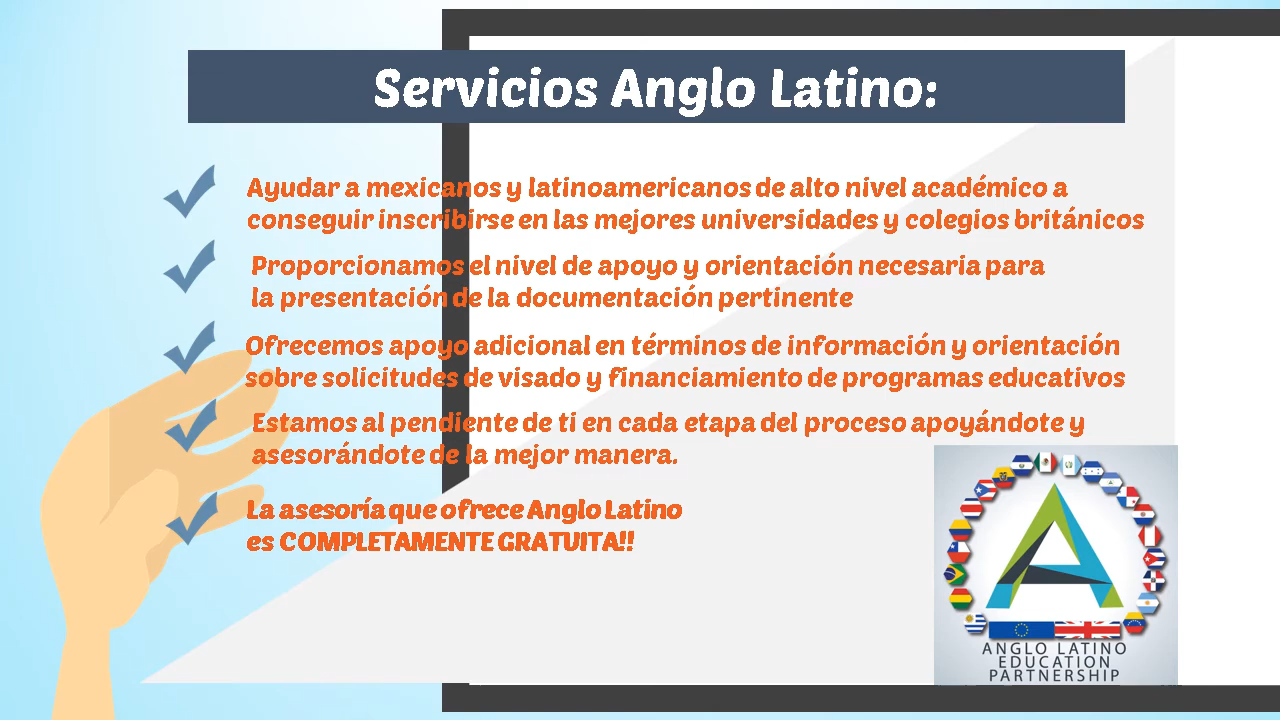 Servicios Anglo Latino:
Ayudar a mexicanos y latinoamericanos de alto nivel académico a
conseguir inscribirse en las mejores universidades y colegios británicos
Proporcionamos el nivel de apoyo y orientación necesaria para
la presentación de la documentación pertinente
Ofrecemos apoyo adicional en términos de información y orientación
sobre solicitudes de visado y financiamiento de programas educativos
Estamos al pendiente de ti en cada etapa del proceso apoyándote y
asesorándote de la mejor manera.
La asesoría que ofrece Anglo Latino
es COMPLETAMENTE GRATUITA!!
ANGLO LATINO
EDUCATION
PARTNERSHIP